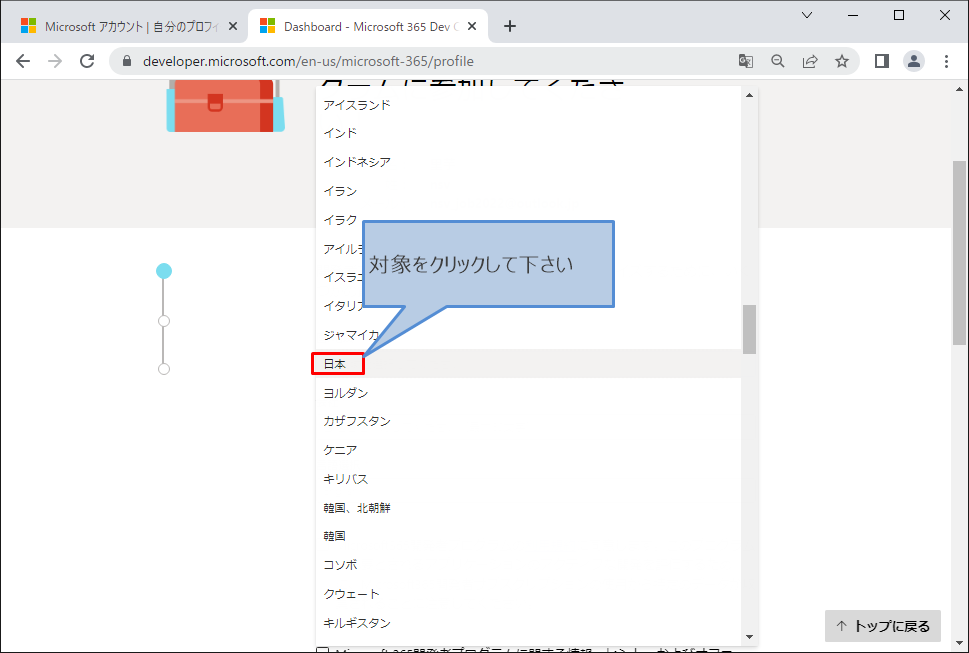 Microsoft アカウント | 自分のプロフィ
Dashboard - Microsoft 365 Dev C
developer.microsoft.com/en-us/microsoft-365/profile
アイスランド
インド
インドネシア
イラン
イラク
アイル
対象をクリックして下さい
イスラエ
イタリア
ジャマイカ
日本
ヨルダン
カザフスタン
ケニア
キリバス
韓国、北朝鮮
韓国
コソボ
クウェート
キルギスタン
↑ トップに戻る